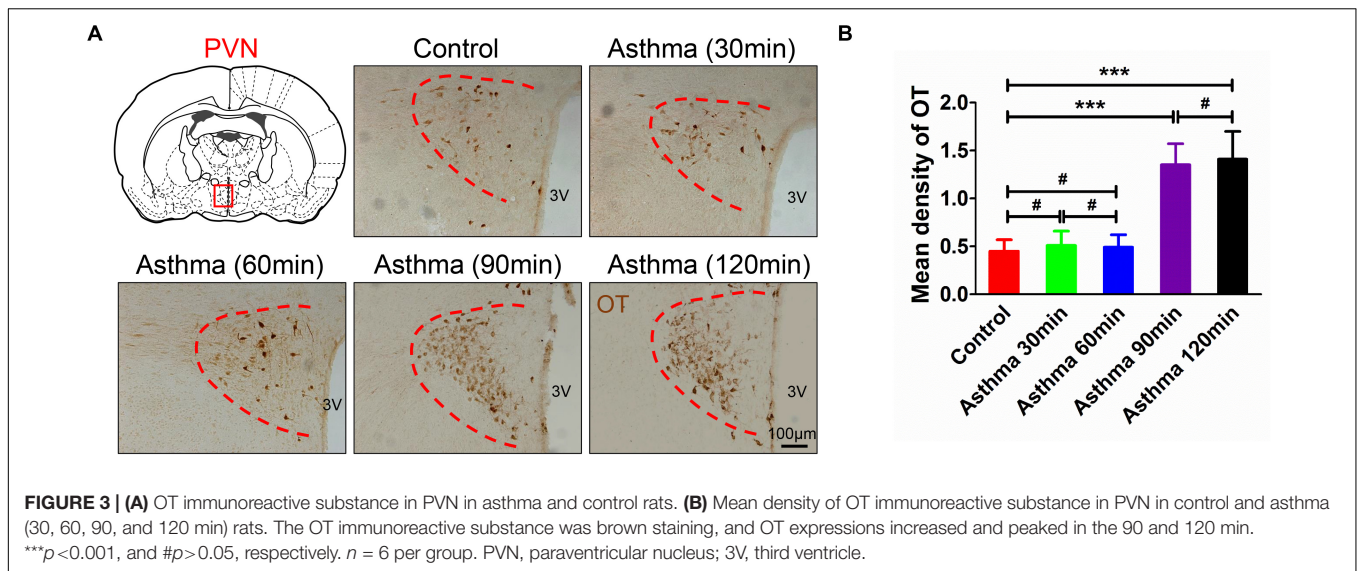 A
PVN
Control
Asthma (30min)
3V
3V
Asthma (60min)
Asthma (90min)
Asthma (120min)
OT
3V
3V
3V
100μm
B
Mean density of OT
2.0
1.5
1.0
0.5
0.0
***
***
#
#
#
#
Control
Asthma 30min
Asthma 60min
Asthma 90min
Asthma 120min
FIGURE 3 | (A) OT immunoreactive substance in PVN in asthma and control rats. (B) Mean density of OT immunoreactive substance in PVN in control and asthma
(30, 60, 90, and 120 min) rats. The OT immunoreactive substance was brown staining, and OT expressions increased and peaked in the 90 and 120 min.
***p<0.001, and #p>0.05, respectively. n = 6 per group. PVN, paraventricular nucleus; 3V, third ventricle.